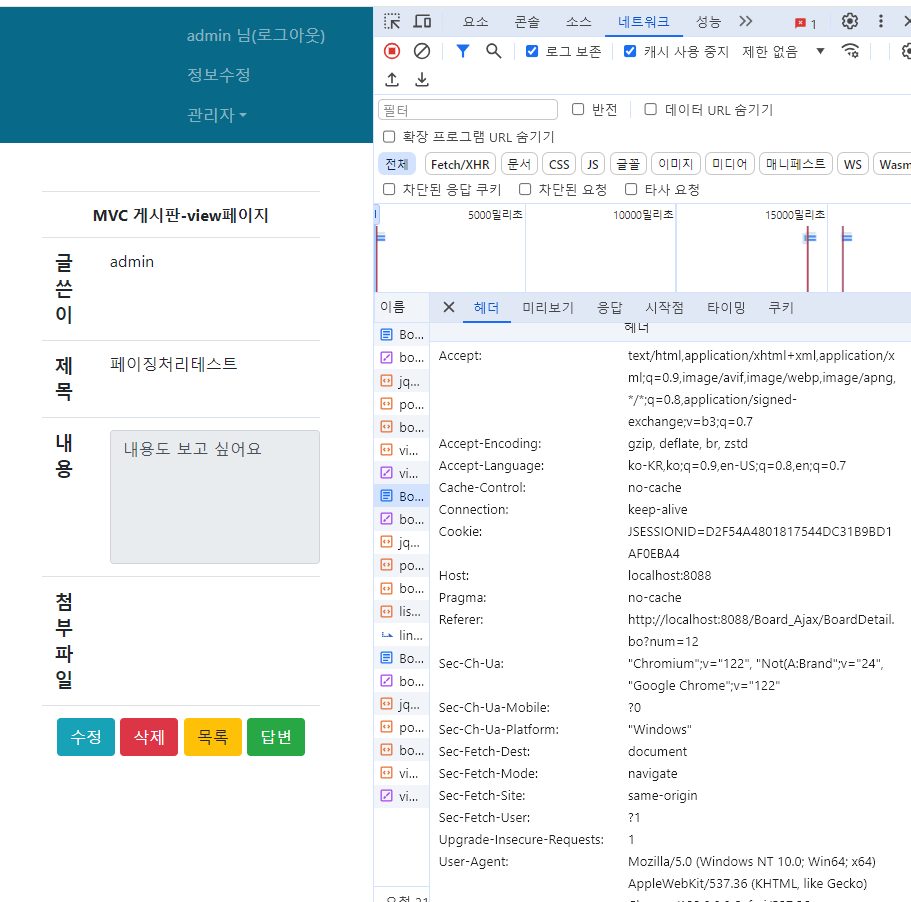 admin 님(로그아웃)
정보수정
관리자
MVC 게시판-view페이지
글쓴이 admin
제목 페이징처리테스트
내용 내용도 보고 싶어요
첨부파일
수정 삭제 목록 답변
요소 콘솔 소스 네트워크 성능 1
로그 보존 캐시 사용 중지 제한 없음
필터 반전 데이터 URL 숨기기
확장 프로그램 URL 숨기기
전체 Fetch/XHR 문서 CSS JS 글꼴 이미지 미디어 매니페스트 WS Wasm
차단된 응답 쿠키 차단된 요청 타사 요청
5000밀리초 10000밀리초 15000밀리초
이름
Bo...
bo...
jq...
po...
bo...
vi...
vi...
Bo...
bo...
jq...
po...
bo...
lis...
lin...
Bo...
bo...
jq...
po...
bo...
vi...
vi...
헤더 미리보기 응답 시작점 타이밍 쿠키
헤더
Accept: text/html,application/xhtml+xml,application/x
ml;q=0.9,image/avif,image/webp,image/apng,
*/*;q=0.8,application/signed-
exchange;v=b3;q=0.7
Accept-Encoding: gzip, deflate, br, zstd
Accept-Language: ko-KR,ko;q=0.9,en-US;q=0.8,en;q=0.7
Cache-Control: no-cache
Connection: keep-alive
Cookie: JSESSIONID=D2F54A4801817544DC31B9BD1
AF0EBA4
Host: localhost:8088
Pragma: no-cache
Referer: http://localhost:8088/Board_Ajax/BoardDetail.
bo?num=12
Sec-Ch-Ua: "Chromium";v="122", "Not(A:Brand";v="24",
"Google Chrome";v="122"
Sec-Ch-Ua-Mobile: ?0
Sec-Ch-Ua-Platform: "Windows"
Sec-Fetch-Dest: document
Sec-Fetch-Mode: navigate
Sec-Fetch-Site: same-origin
Sec-Fetch-User: ?1
Upgrade-Insecure-Requests: 1
User-Agent: Mozilla/5.0 (Windows NT 10.0; Win64; x64)
AppleWebKit/537.36 (KHTML, like Gecko)